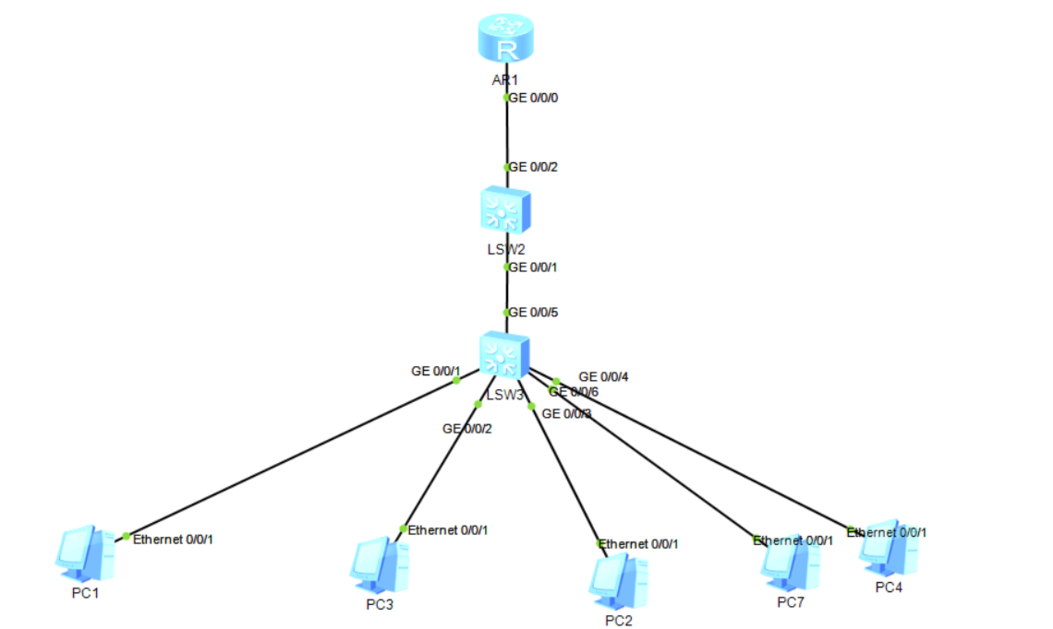 R
AR1
GE 0/0/0
GE 0/0/2
LSW2
GE 0/0/1
GE 0/0/5
GE 0/0/1
GE 0/0/4
GE 0/0/6
LSW3
GE 0/0/3
GE 0/0/2
Ethernet 0/0/1
Ethernet 0/0/1
Ethernet 0/0/1
Ethernet 0/0/1
Ethernet 0/0/1
PC1
PC3
PC2
PC7
PC4